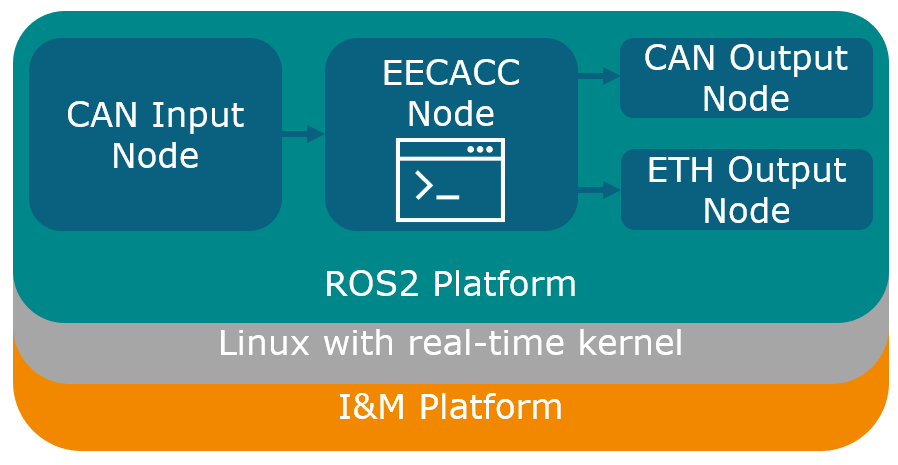 CAN Input
Node
EECACC
Node
CAN Output
Node
ETH Output
Node
ROS2 Platform
Linux with real-time kernel
I&M Platform